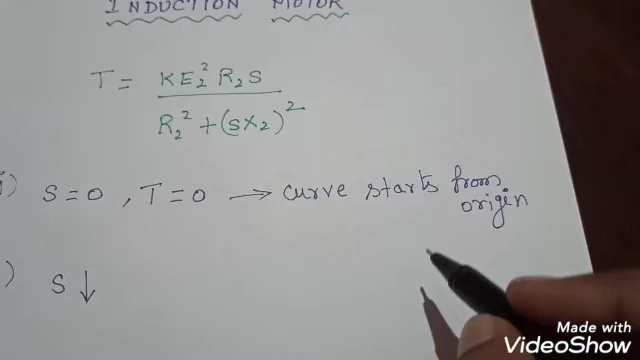 INDUCTION MOTOR
T = KE₂² R₂ S / R₂² + (SX₂)²
i) S = 0 , T = 0 → curve starts from origin
) S ↓
Made with
VideoShow